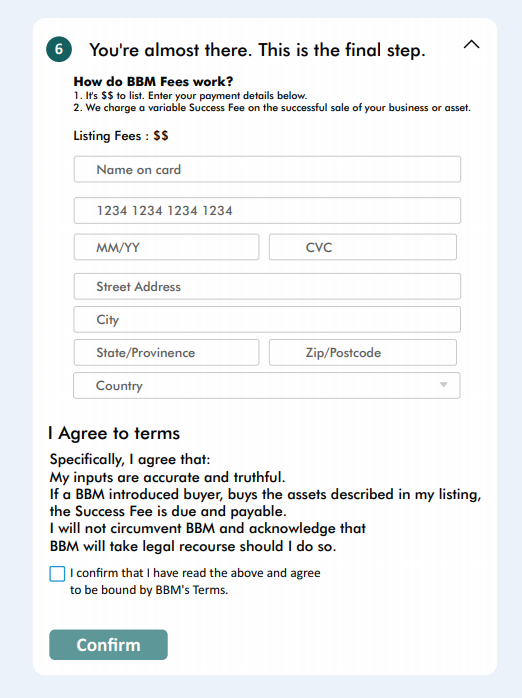 6 You're almost there. This is the final step.
How do BBM Fees work?
1. It's $$ to list. Enter your payment details below.
2. We charge a variable Success Fee on the successful sale of your business or asset.
Listing Fees : $$
Name on card
1234 1234 1234 1234
MM/YY CVC
Street Address
City
State/Provinence Zip/Postcode
Country
I Agree to terms
Specifically, I agree that:
My inputs are accurate and truthful.
If a BBM introduced buyer, buys the assets described in my listing,
the Success Fee is due and payable.
I will not circumvent BBM and acknowledge that
BBM will take legal recourse should I do so.
I confirm that I have read the above and agree
to be bound by BBM's Terms.
Confirm